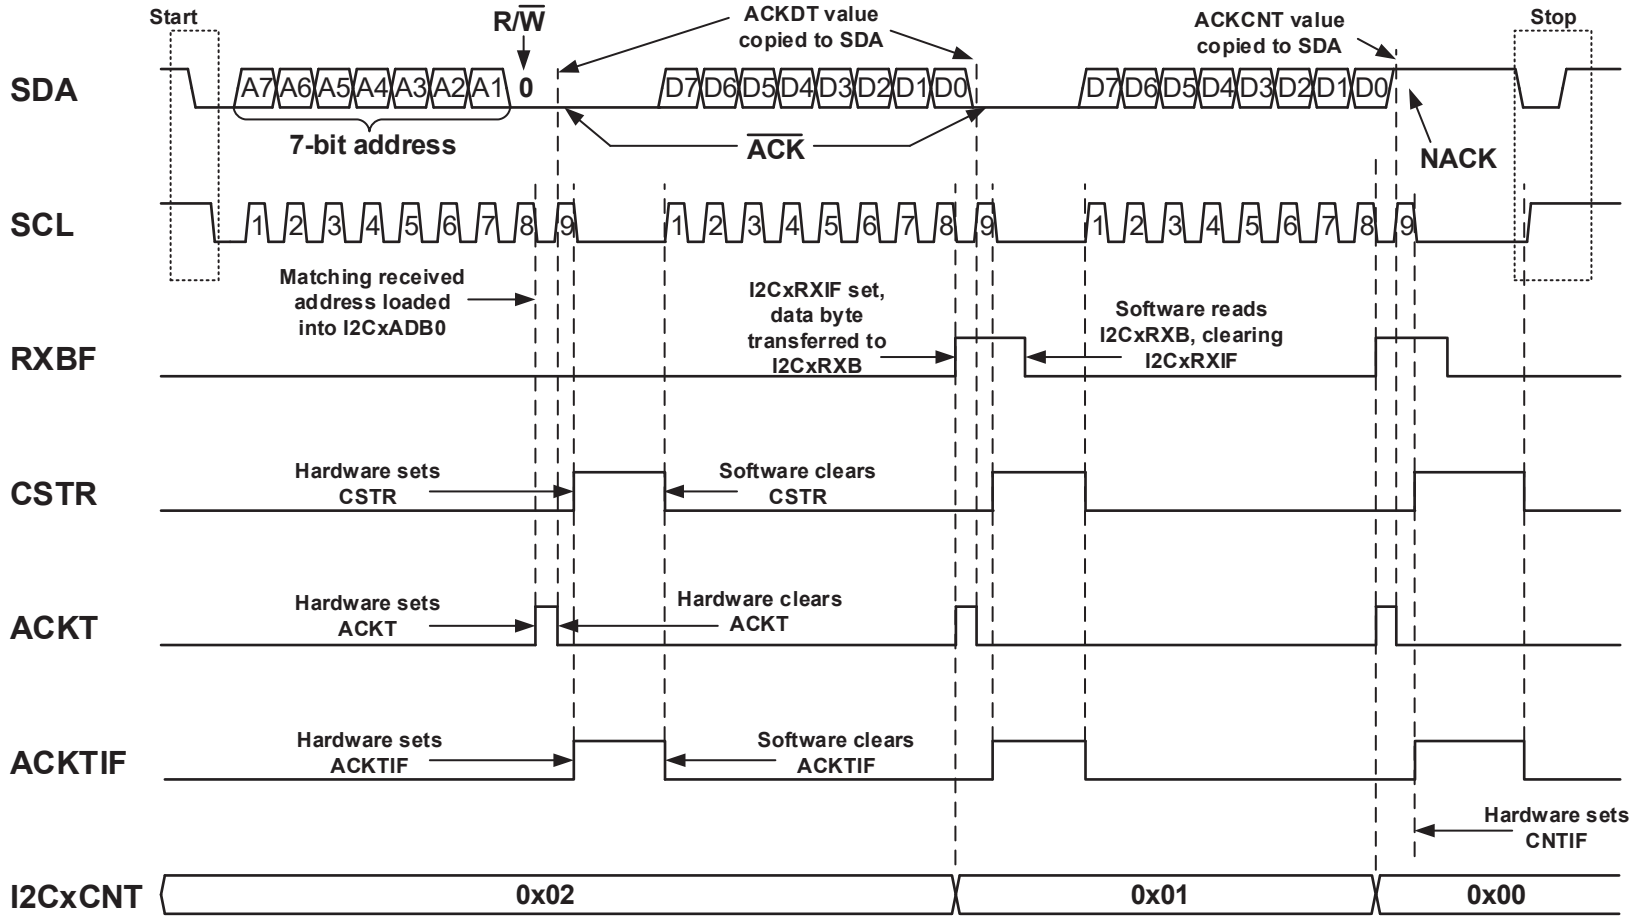 Start
R/W
ACKDT value
copied to SDA
ACKCNT value
copied to SDA
Stop
SDA
A7 A6 A5 A4 A3 A2 A1 0 D7 D6 D5 D4 D3 D2 D1 D0 D7 D6 D5 D4 D3 D2 D1 D0
7-bit address
ACK
NACK
SCL
1 2 3 4 5 6 7 8 9 1 2 3 4 5 6 7 8 9 1 2 3 4 5 6 7 8 9
Matching received
address loaded
into I2CxADB0
I2CxRXIF set,
data byte
transferred to
I2CxRXB
Software reads
I2CxRXB, clearing
I2CxRXIF
RXBF
Hardware sets
CSTR
Software clears
CSTR
CSTR
Hardware sets
ACKT
Hardware clears
ACKT
ACKT
Hardware sets
ACKTIF
Software clears
ACKTIF
ACKTIF
Hardware sets
CNTIF
I2CxCNT
0x02
0x01
0x00